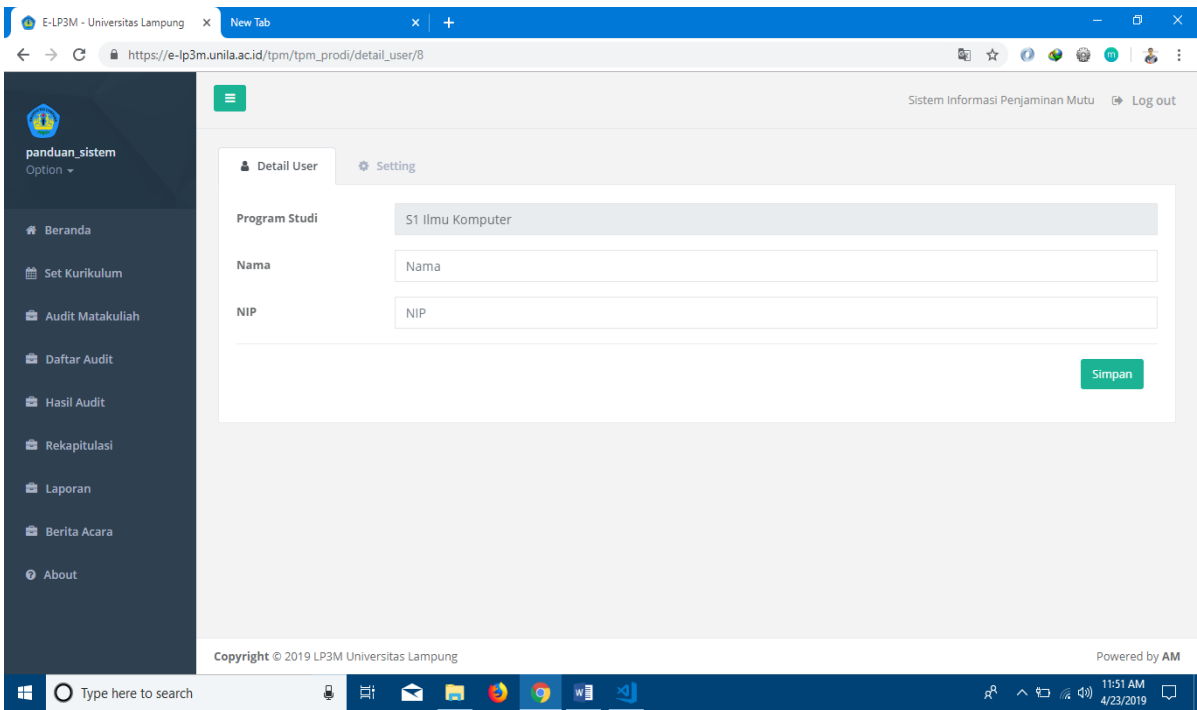 E-LP3M - Universitas Lampung
New Tab
https://e-lp3m.unila.ac.id/tpm/tpm_prodi/detail_user/8
panduan_sistem
Option
Beranda
Set Kurikulum
Audit Matakuliah
Daftar Audit
Hasil Audit
Rekapitulasi
Laporan
Berita Acara
About
Sistem Informasi Penjaminan Mutu Log out
Detail User Setting
Program Studi S1 Ilmu Komputer
Nama Nama
NIP NIP
Simpan
Copyright © 2019 LP3M Universitas Lampung Powered by AM
Type here to search
11:51 AM
4/23/2019